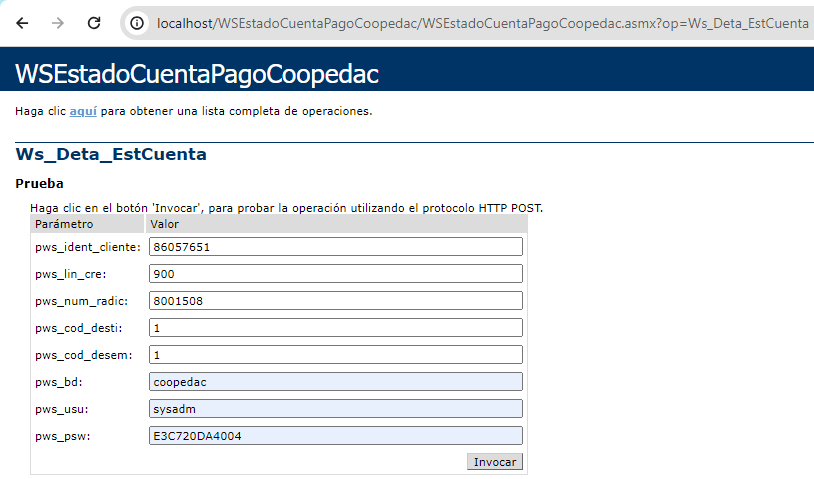 localhost/WSEstadoCuentaPagoCoopedac/WSEstadoCuentaPagoCoopedac.asmx?op=Ws_Deta_EstCuenta
WSEstadoCuentaPagoCoopedac
Haga clic aquí para obtener una lista completa de operaciones.
Ws_Deta_EstCuenta
Prueba
Haga clic en el botón 'Invocar', para probar la operación utilizando el protocolo HTTP POST.
Parámetro Valor
pws_ident_cliente: 86057651
pws_lin_cre: 900
pws_num_radic: 8001508
pws_cod_desti: 1
pws_cod_desem: 1
pws_bd: coopedac
pws_usu: sysadm
pws_psw: E3C720DA4004
Invocar